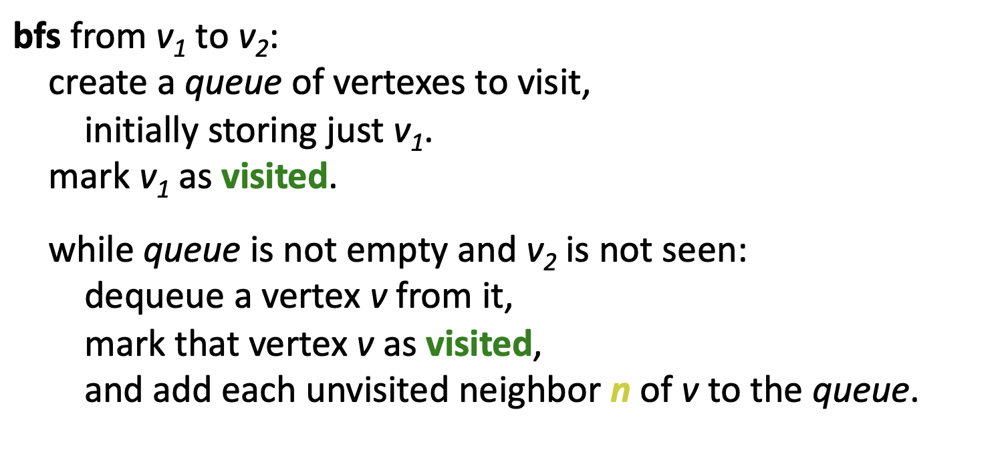 bfs from v1 to v2:
create a queue of vertexes to visit,
initially storing just v1.
mark v1 as visited.
while queue is not empty and v2 is not seen:
dequeue a vertex v from it,
mark that vertex v as visited,
and add each unvisited neighbor n of v to the queue.